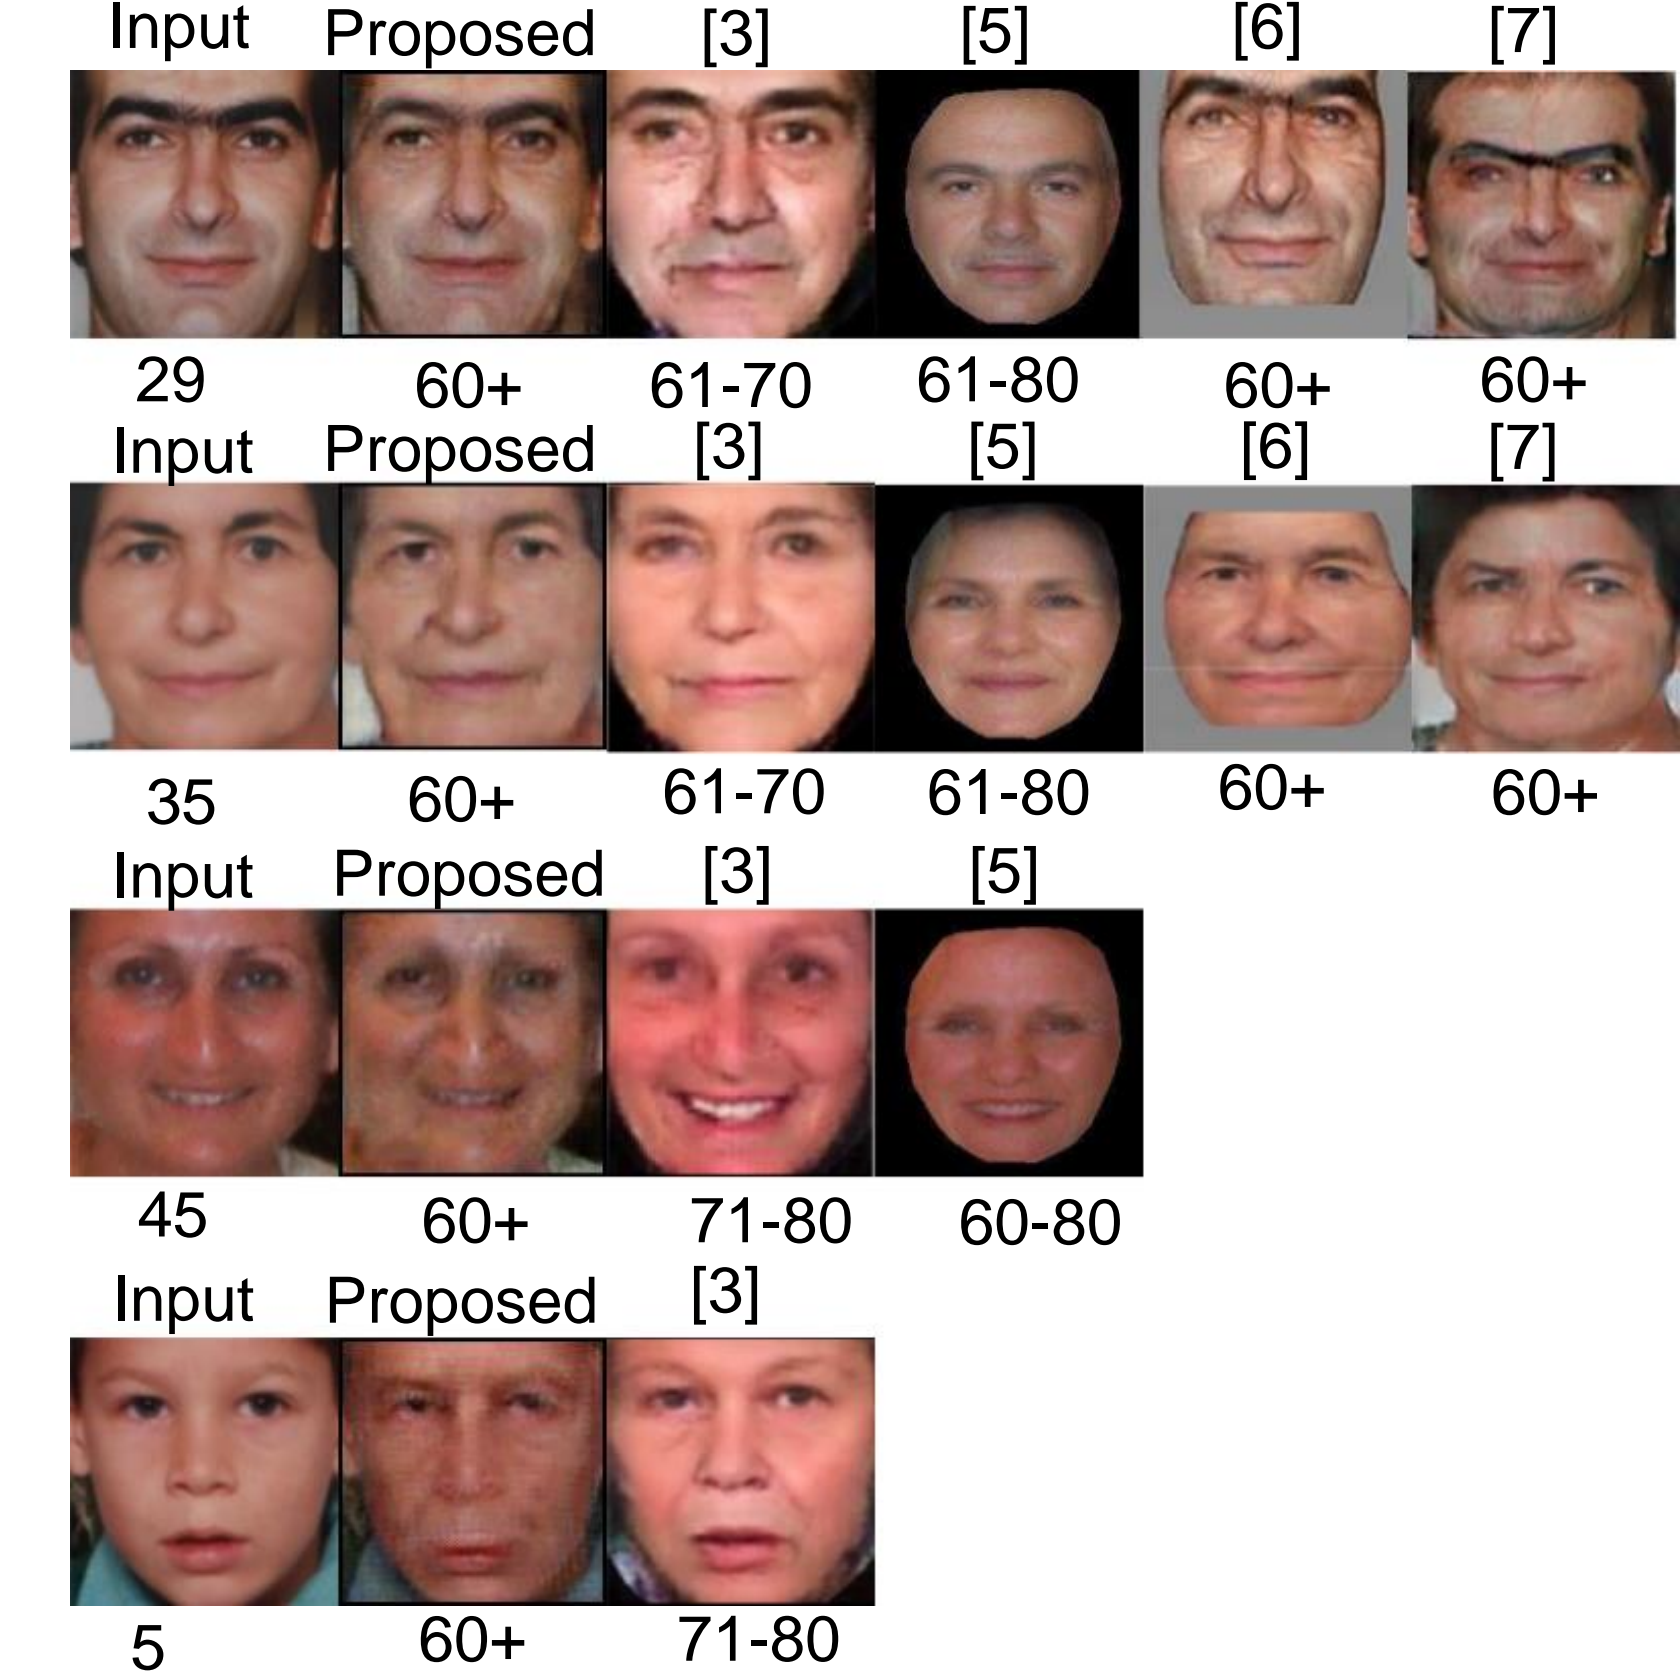 Input Proposed [3] [5] [6] [7]
29 60+ 61-70 61-80 60+ 60+
Input Proposed [3] [5] [6] [7]
35 60+ 61-70 61-80 60+ 60+
Input Proposed [3] [5]
45 60+ 71-80 60-80
Input Proposed [3]
5 60+ 71-80